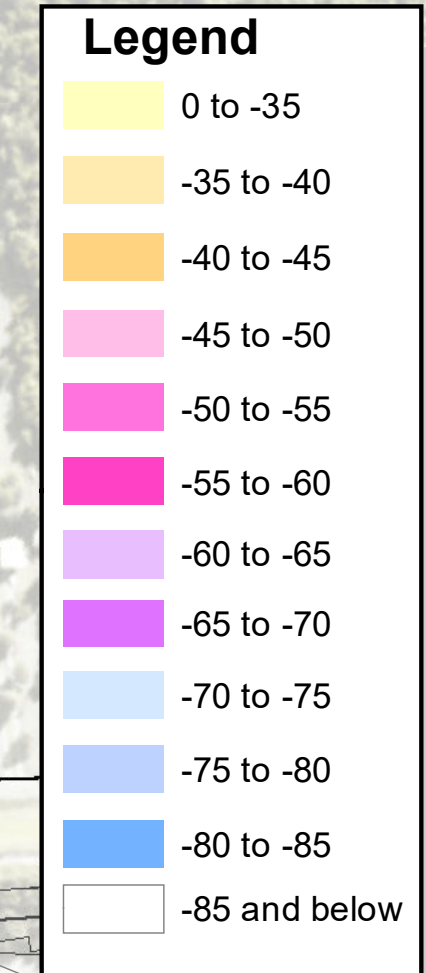 Legend
0 to -35
-35 to -40
-40 to -45
-45 to -50
-50 to -55
-55 to -60
-60 to -65
-65 to -70
-70 to -75
-75 to -80
-80 to -85
-85 and below